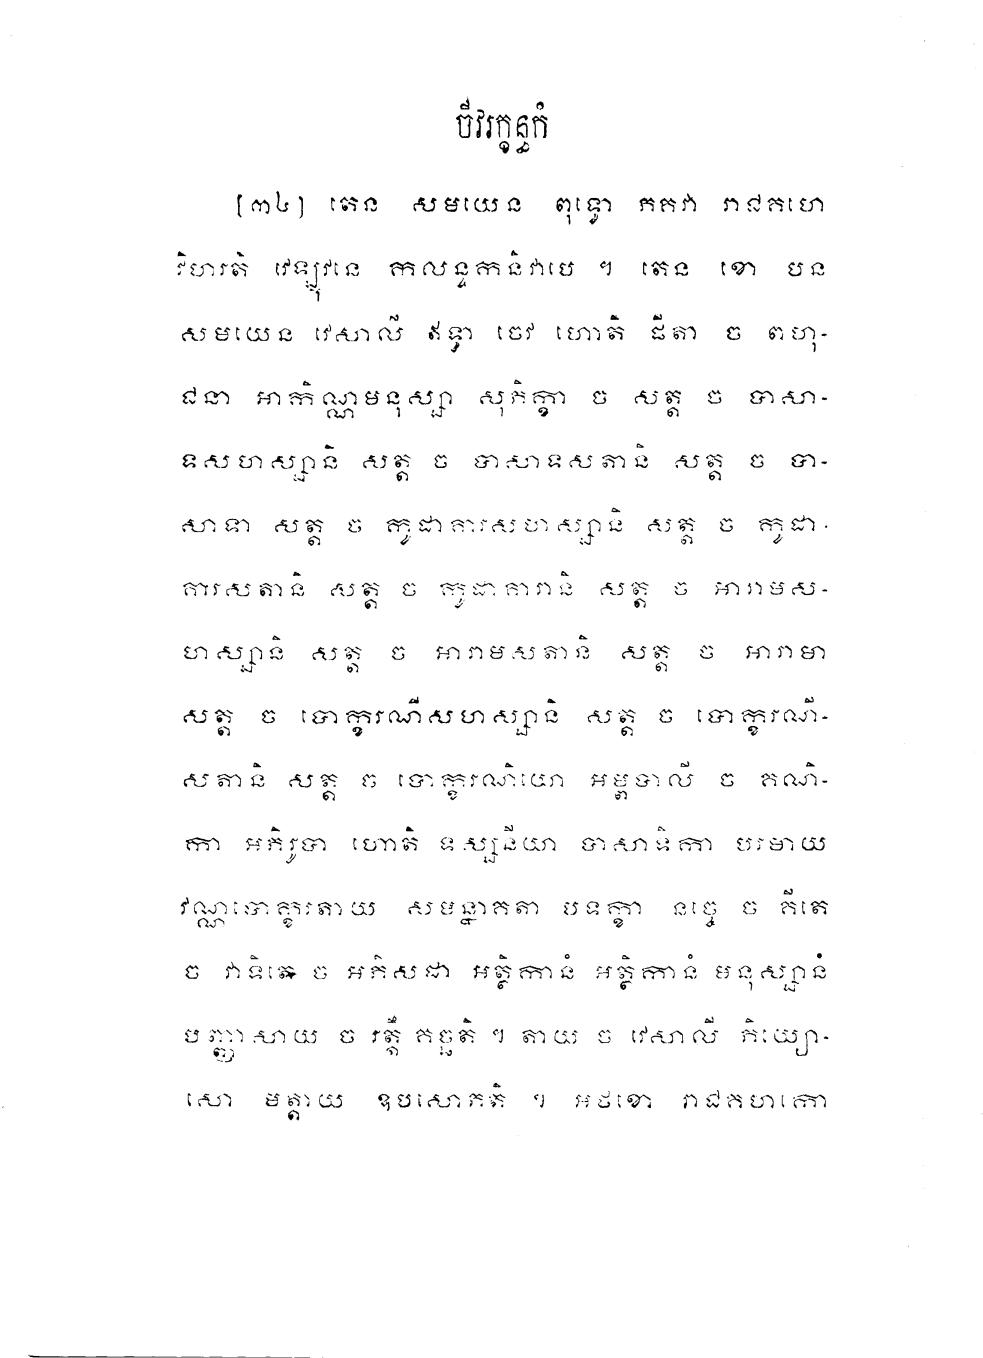 ចីវរក្ខន្ធកំ
[៣៤] តេន សមយេន ពុទ្ធោ ភគវា រាជគហេ
វិហរតិ វេឡុវនេ កលន្ទកនិវាបេ ។ តេន ខោ បន
សមយេន វេសាលី ឥទ្ធា ចេវ ហោតិ ផីតា ច ពហុ-
ជនា អាកិណ្ណមនុស្សា សុភិក្ខា ច សត្ត ច បាសា-
ទសហស្សានិ សត្ត ច បាសាទសតានិ សត្ត ច បា-
សាទា សត្ត ច កូដាគារសហស្សានិ សត្ត ច កូដា-
គារសតានិ សត្ត ច កូដាគារានិ សត្ត ច អារាមស-
ហស្សានិ សត្ត ច អារាមសតានិ សត្ត ច អារាមា
សត្ត ច បោក្ខរណីសហស្សានិ សត្ត ច បោក្ខរណី-
សតានិ សត្ត ច បោក្ខរណិយោ អម្ពបាលី ច គណិ-
កា អភិរូបា ហោតិ ទស្សនីយា បាសាទិកា បរមាយ
វណ្ណបោក្ខរតាយ សមន្នាគតា បទក្ខា នច្ចេ ច គីតេ
ច វាទិតេ ច អភិសដា អត្ថិកានំ អត្ថិកានំ មនុស្សានំ
បញ្ញាសាយ ច រត្តឹ គច្ឆតិ ។ តាយ ច វេសាលី ភិយ្យោ-
សោ មត្តាយ ឧបសោភតិ ។ អថខោ រាជគហកោ